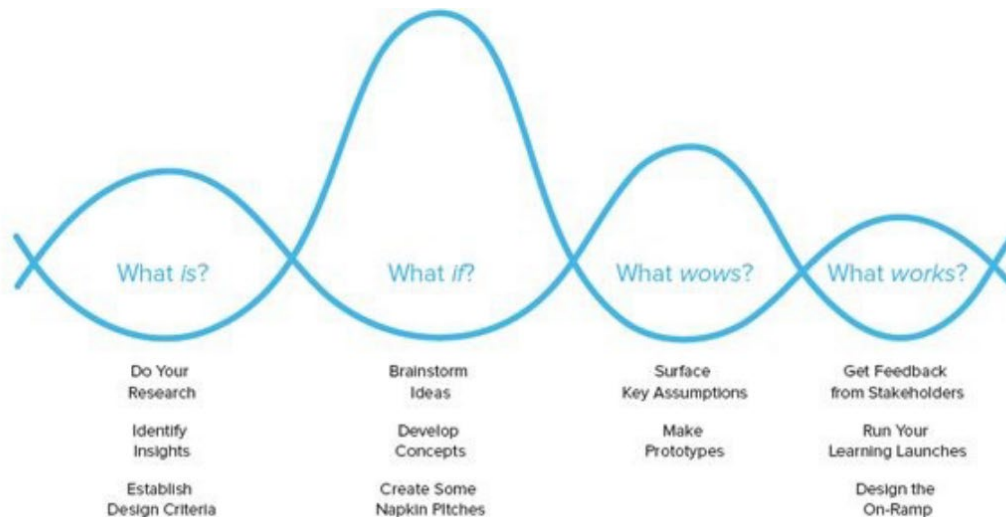 What is?
What if?
What wows?
What works?
Do Your
Research
Identify
Insights
Establish
Design Criteria
Brainstorm
Ideas
Develop
Concepts
Create Some
Napkin Pitches
Surface
Key Assumptions
Make
Prototypes
Get Feedback
from Stakeholders
Run Your
Learning Launches
Design the
On-Ramp